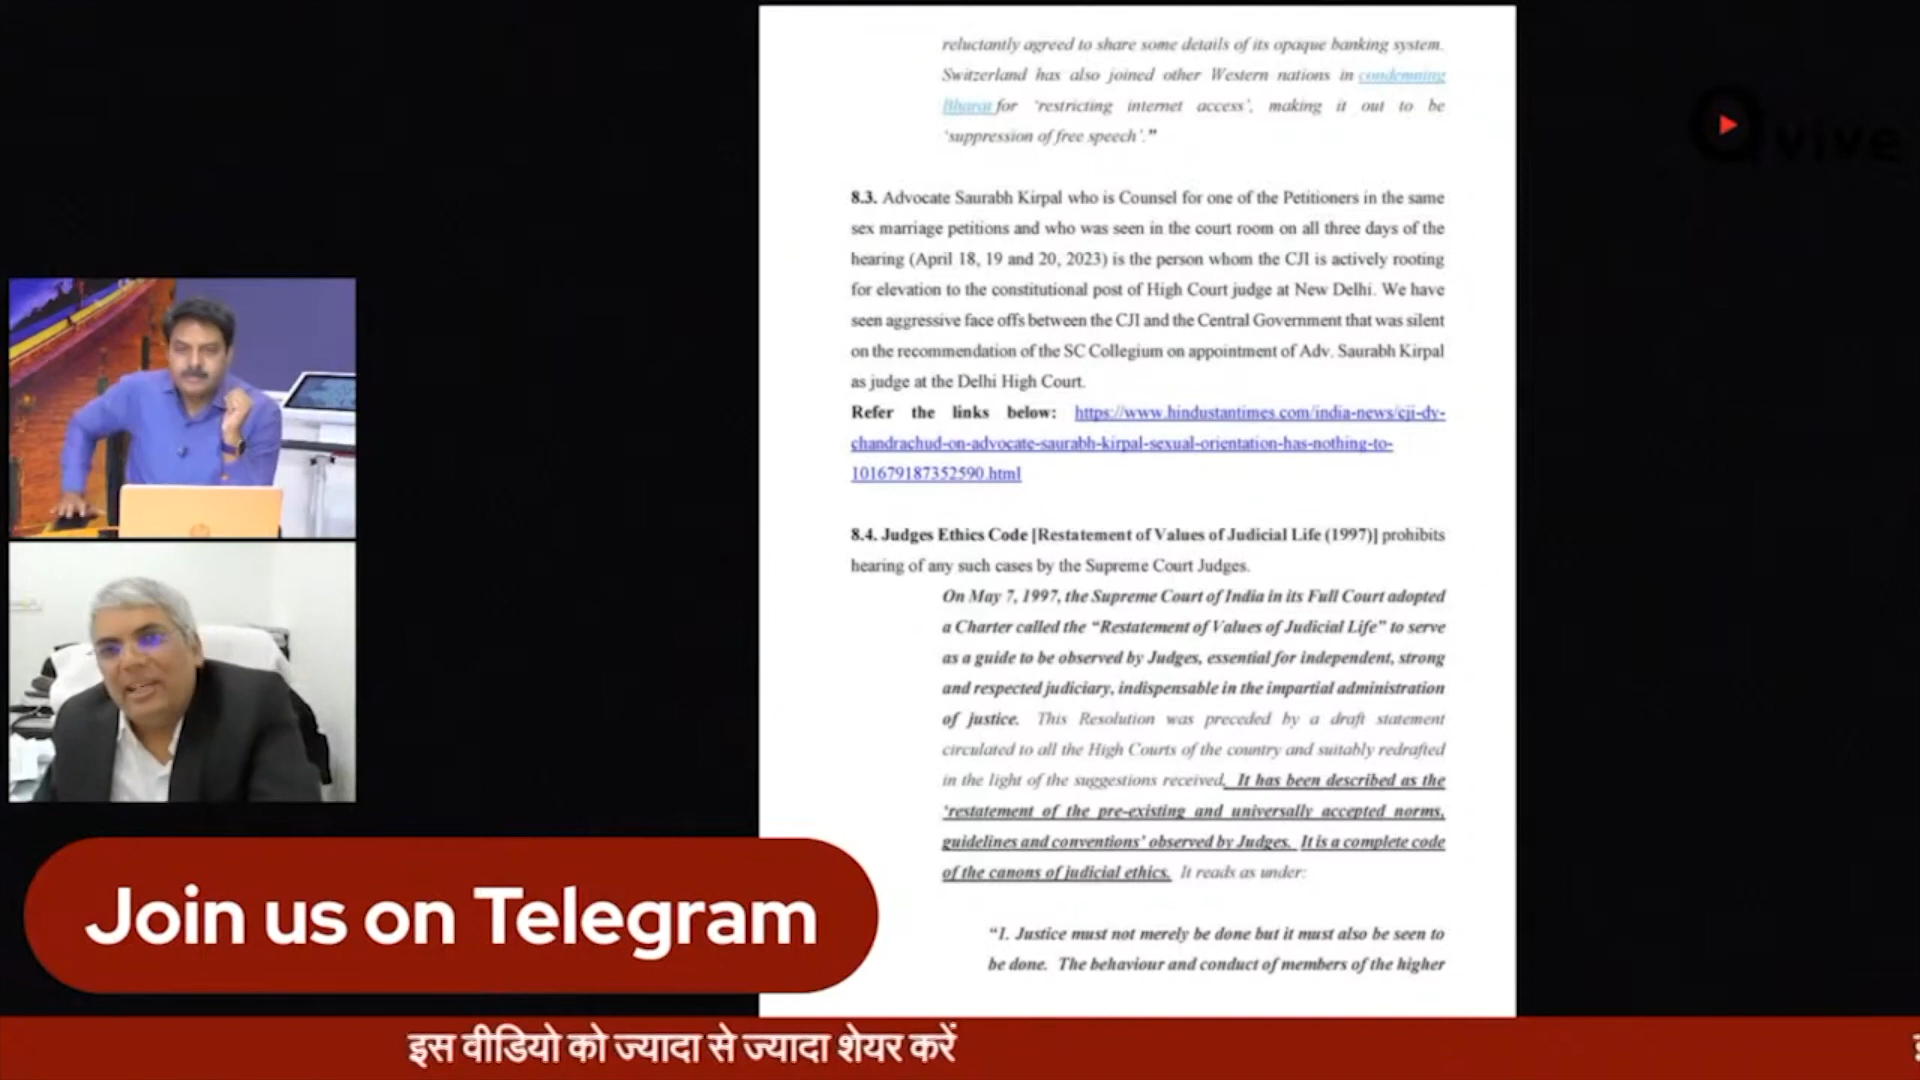 reluctantly agreed to share some details of its opaque banking system.
Switzerland has also joined other Western nations in condemning
Bharat for ‘restricting internet access’, making it out to be
‘suppression of free speech’.”
8.3. Advocate Saurabh Kirpal who is Counsel for one of the Petitioners in the same
sex marriage petitions and who was seen in the court room on all three days of the
hearing (April 18, 19 and 20, 2023) is the person whom the CJI is actively rooting
for elevation to the constitutional post of High Court judge at New Delhi. We have
seen aggressive face offs between the CJI and the Central Government that was silent
on the recommendation of the SC Collegium on appointment of Adv. Saurabh Kirpal
as judge at the Delhi High Court.
Refer the links below: https://www.hindustantimes.com/india-news/cji-dy-
chandrachud-on-advocate-saurabh-kirpal-sexual-orientation-has-nothing-to-
101679187352590.html
8.4. Judges Ethics Code [Restatement of Values of Judicial Life (1997)] prohibits
hearing of any such cases by the Supreme Court Judges.
On May 7, 1997, the Supreme Court of India in its Full Court adopted
a Charter called the “Restatement of Values of Judicial Life” to serve
as a guide to be observed by Judges, essential for independent, strong
and respected judiciary, indispensable in the impartial administration
of justice. This Resolution was preceded by a draft statement
circulated to all the High Courts of the country and suitably redrafted
in the light of the suggestions received. It has been described as the
‘restatement of the pre-existing and universally accepted norms,
guidelines and conventions’ observed by Judges. It is a complete code
of the canons of judicial ethics. It reads as under:
“1. Justice must not merely be done but it must also be seen to
be done. The behaviour and conduct of members of the higher
vive
Join us on Telegram
इस वीडियो को ज्यादा से ज्यादा शेयर करें